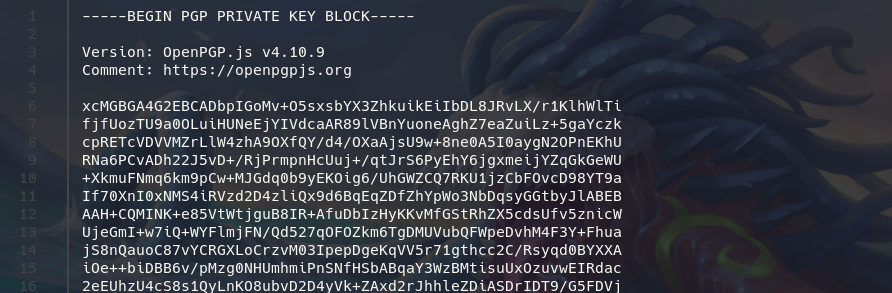 1 -----BEGIN PGP PRIVATE KEY BLOCK-----
2
3 Version: OpenPGP.js v4.10.9
4 Comment: https://openpgpjs.org
5
6 xcMGBGA4G2EBCADbpIGoMv+O5sxsbYX3ZhkuikEiIbDL8JRvLX/r1KlhWlTi
7 fjfUozTU9a0OLuiHUNeEjYIVdcaAR89lVBnYuoneAghZ7eaZuiLz+5gaYczk
8 cpRETcVDVVMZrLlW4zhA9OXfQY/d4/OXaAjsU9w+8ne0A5I0aygN2OPnEKhU
9 RNa6PCvADh22J5vD+/RjPrmpnHcUuj+/qtJrS6PyEhY6jgxmeijYZqGkGeWU
10 +XkmuFNmq6km9pCw+MJGdq0b9yEKOig6/UhGWZCQ7RKU1jzCbFOvcD98YT9a
11 If70XnI0xNMS4iRVzd2D4zliQx9d6BqEqZDfZhYpWo3NbDqsyGGtbyJlABEB
12 AAH+CQMINK+e85VtWtjguB8IR+AfuDbIzHyKKvMfGStRhZX5cdsUfv5znicW
13 UjeGmI+w7iQ+WYFlmjFN/Qd527qOFOZkm6TgDMUVubQFWpeDvhM4F3Y+Fhua
14 jS8nQauoC87vYCRGXLoCrzvM03IpepDgeKqVV5r71gthcc2C/Rsyqd0BYXXA
15 iOe++biDBB6v/pMzg0NHUmhmiPnSNfHSbABqaY3WzBMtisuUxOzuvwEIRdac
16 2eEUhzU4cS8s1QyLnKO8ubvD2D4yVk+ZAxd2rJhhleZDiASDrIDT9/G5FDVj